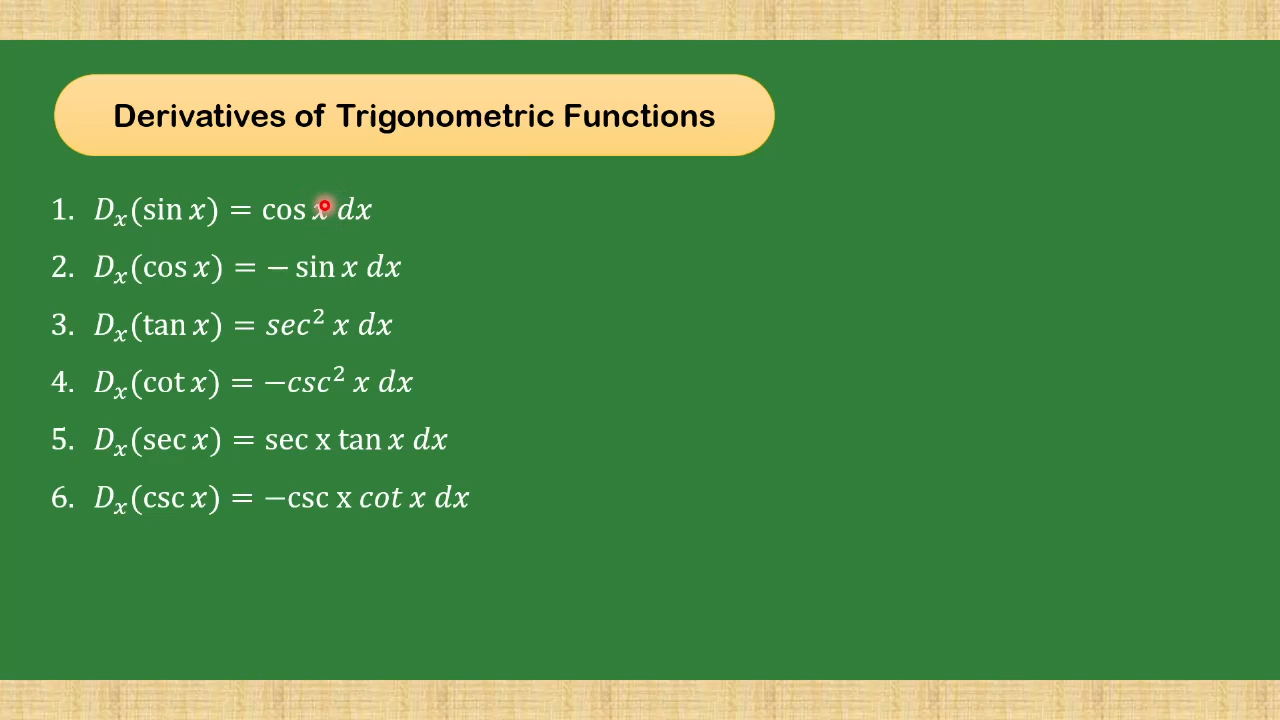 Derivatives of Trigonometric Functions
1. Dₓ(sin x) = cos x dx
2. Dₓ(cos x) = − sin x dx
3. Dₓ(tan x) = sec² x dx
4. Dₓ(cot x) = −csc² x dx
5. Dₓ(sec x) = sec x tan x dx
6. Dₓ(csc x) = −csc x cot x dx